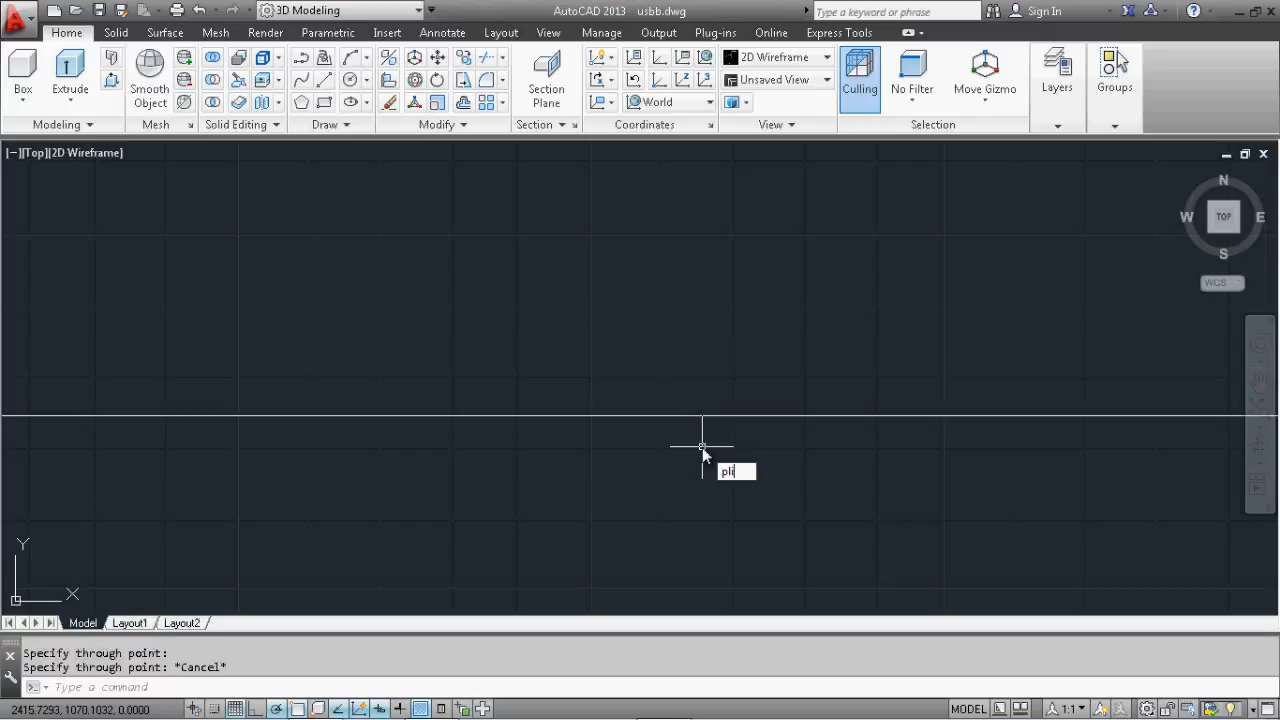 3D Modeling AutoCAD 2013 usbb.dwg Type a keyword or phrase Sign In
Home Solid Surface Mesh Render Parametric Insert Annotate Layout View Manage Output Plug-ins Online Express Tools
Box Extrude Smooth Object Section Plane 2D Wireframe Unsaved View World Culling No Filter Move Gizmo Layers Groups
Modeling Mesh Solid Editing Draw Modify Section Coordinates View Selection
[−][Top][2D Wireframe]
N
W TOP E
S
WCS
pli
Y
X
Model Layout1 Layout2
Specify through point:
Specify through point: *Cancel*
Type a command
2415.7293, 1070.1032, 0.0000 MODEL 1:1